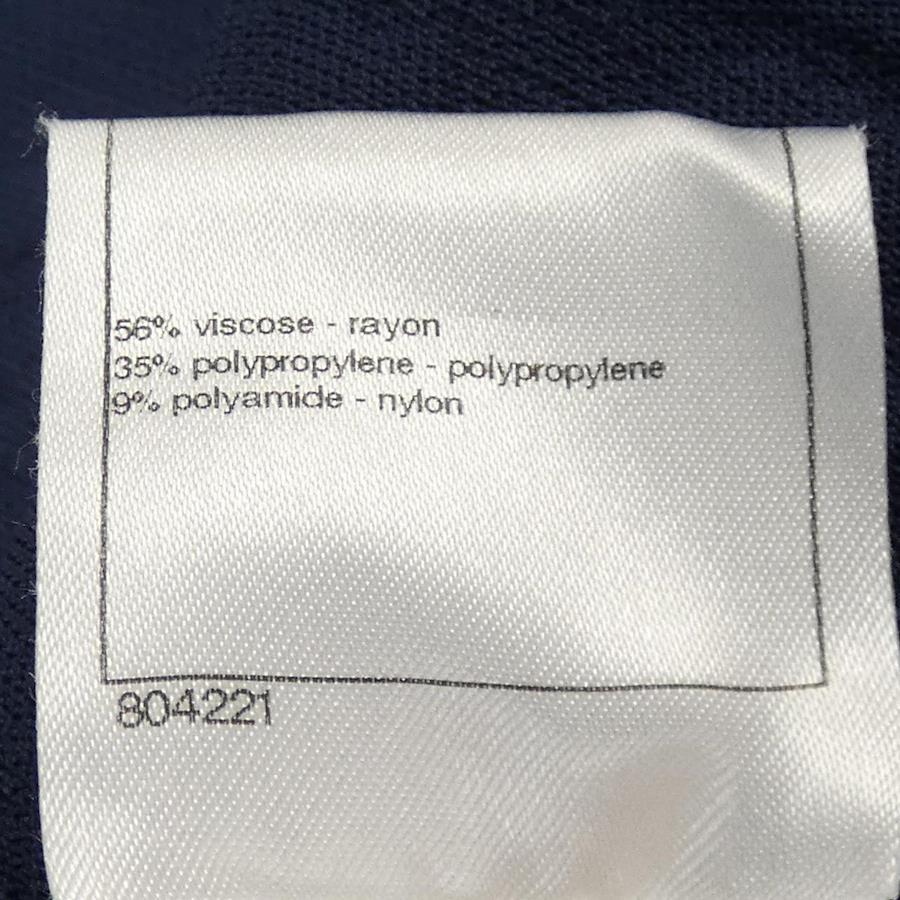 56% viscose - rayon
35% polypropylene - polypropylene
9% polyamide - nylon
804221